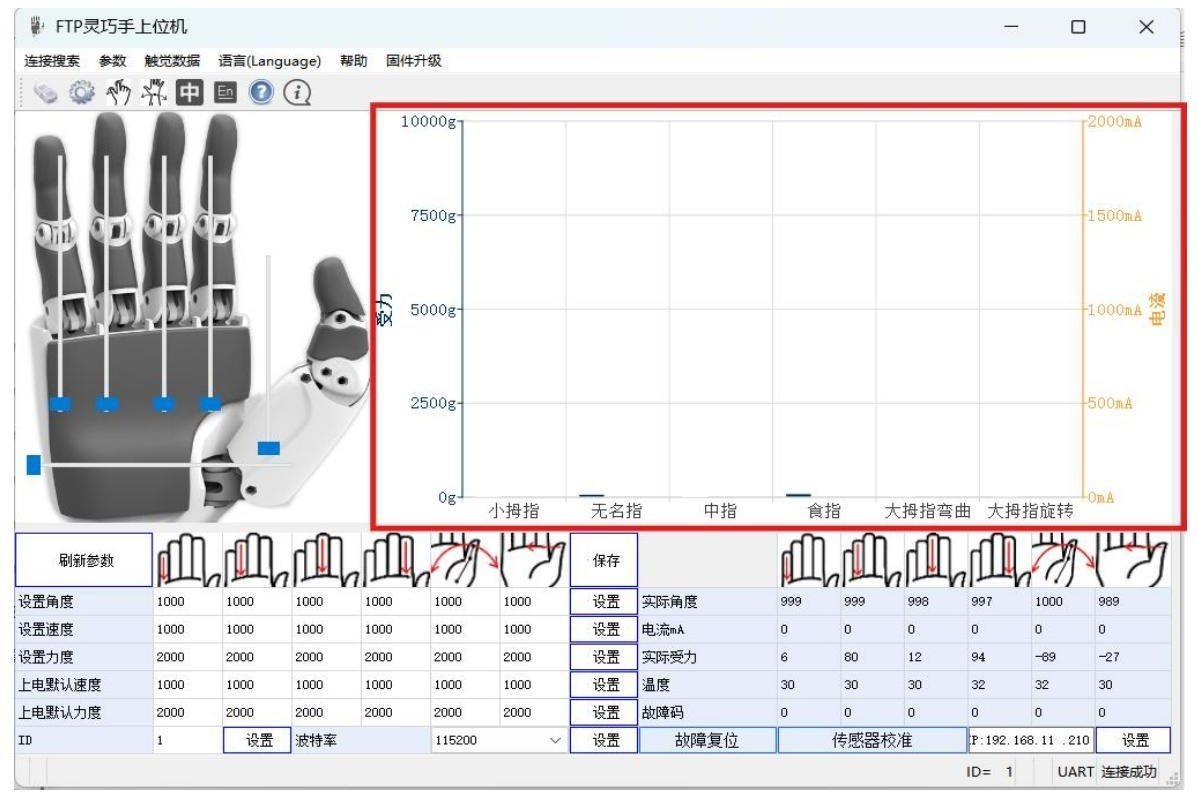 FTP灵巧手上位机
连接搜索 参数 触觉数据 语言(Language) 帮助 固件升级
中 En ? i
10000g 2000mA
7500g 1500mA
受力 5000g 1000mA 电流
2500g 500mA
0g 0mA
小拇指 无名指 中指 食指 大拇指弯曲 大拇指旋转
刷新参数 保存
设置角度 1000 1000 1000 1000 1000 1000 设置 实际角度 999 999 998 997 1000 989
设置速度 1000 1000 1000 1000 1000 1000 设置 电流mA 0 0 0 0 0 0
设置力度 2000 2000 2000 2000 2000 2000 设置 实际受力 6 80 12 94 -89 -27
上电默认速度 1000 1000 1000 1000 1000 1000 设置 温度 30 30 30 32 32 30
上电默认力度 2000 2000 2000 2000 2000 2000 设置 故障码 0 0 0 0 0 0
ID 1 设置 波特率 115200 设置 故障复位 传感器校准 P:192.168.11 .210 设置
ID= 1 UART 连接成功